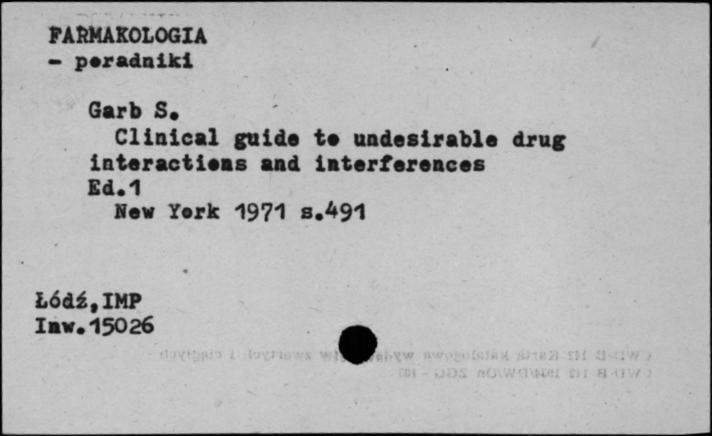 FARMAKOLOGIA
- poradniki
Garb S.
Clinical guide to undesirable drug
interactions and interferences
Ed.1
New York 1971 s.491
Łódź,IMP
Inw.15026